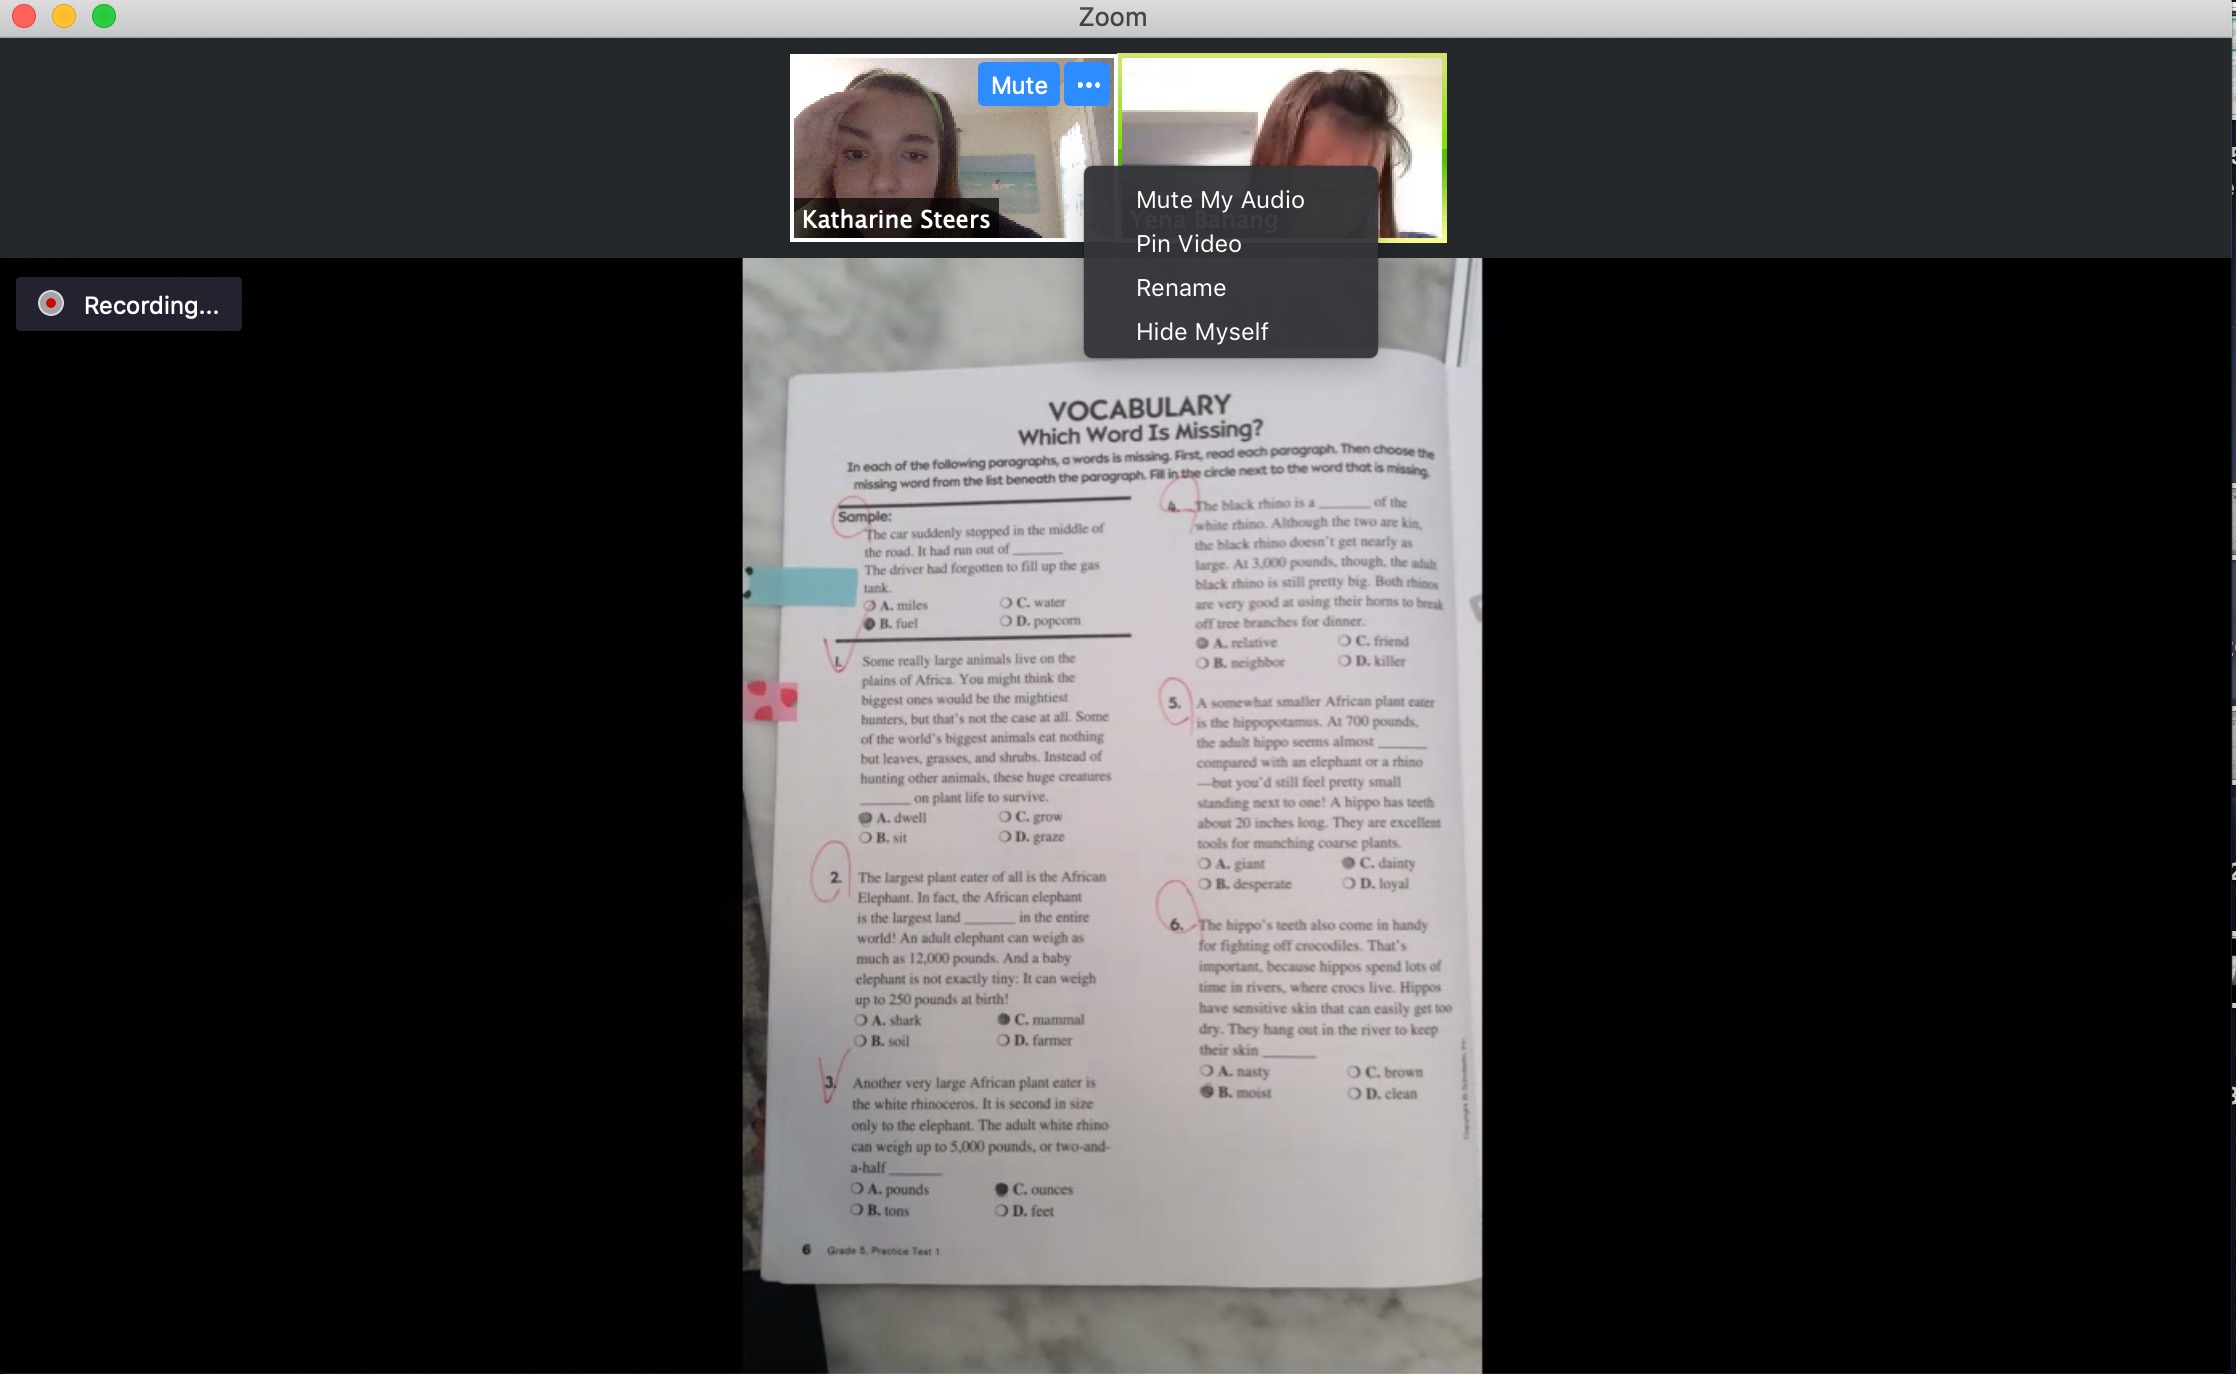 Zoom
Mute
Katharine Steers
Yena Bahang
Mute My Audio
Pin Video
Rename
Hide Myself
Recording...
VOCABULARY
Which Word Is Missing?
In each of the following paragraphs, a words is missing. First, read each paragraph. Then choose the
missing word from the list beneath the paragraph. Fill in the circle next to the word that is missing.
Sample:
The car suddenly stopped in the middle of
the road. It had run out of ______
The driver had forgotten to fill up the gas
tank.
A. miles
C. water
B. fuel
D. popcorn
1. Some really large animals live on the
plains of Africa. You might think the
biggest ones would be the mightiest
hunters, but that's not the case at all. Some
of the world's biggest animals eat nothing
but leaves, grasses, and shrubs. Instead of
hunting other animals, these huge creatures
______ on plant life to survive.
A. dwell
C. grow
B. sit
D. graze
2. The largest plant eater of all is the African
Elephant. In fact, the African elephant
is the largest land ______ in the entire
world! An adult elephant can weigh as
much as 12,000 pounds. And a baby
elephant is not exactly tiny: It can weigh
up to 250 pounds at birth!
A. shark
C. mammal
B. soil
D. farmer
3. Another very large African plant eater is
the white rhinoceros. It is second in size
only to the elephant. The adult white rhino
can weigh up to 5,000 pounds, or two-and-
a-half ______
A. pounds
C. ounces
B. tons
D. feet
6 Grade 5, Practice Test 1
4. The black rhino is a ______ of the
white rhino. Although the two are kin,
the black rhino doesn't get nearly as
large. At 3,000 pounds, though, the adult
black rhino is still pretty big. Both rhinos
are very good at using their horns to break
off tree branches for dinner.
A. relative
C. friend
B. neighbor
D. killer
5. A somewhat smaller African plant eater
is the hippopotamus. At 700 pounds,
the adult hippo seems almost ______
compared with an elephant or a rhino
—but you'd still feel pretty small
standing next to one! A hippo has teeth
about 20 inches long. They are excellent
tools for munching coarse plants.
A. giant
C. dainty
B. desperate
D. loyal
6. The hippo's teeth also come in handy
for fighting off crocodiles. That's
important, because hippos spend lots of
time in rivers, where crocs live. Hippos
have sensitive skin that can easily get too
dry. They hang out in the river to keep
their skin ______
A. nasty
C. brown
B. moist
D. clean